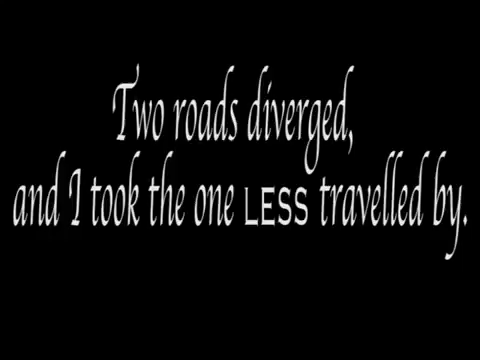 Two roads diverged,
and I took the one LESS travelled by.